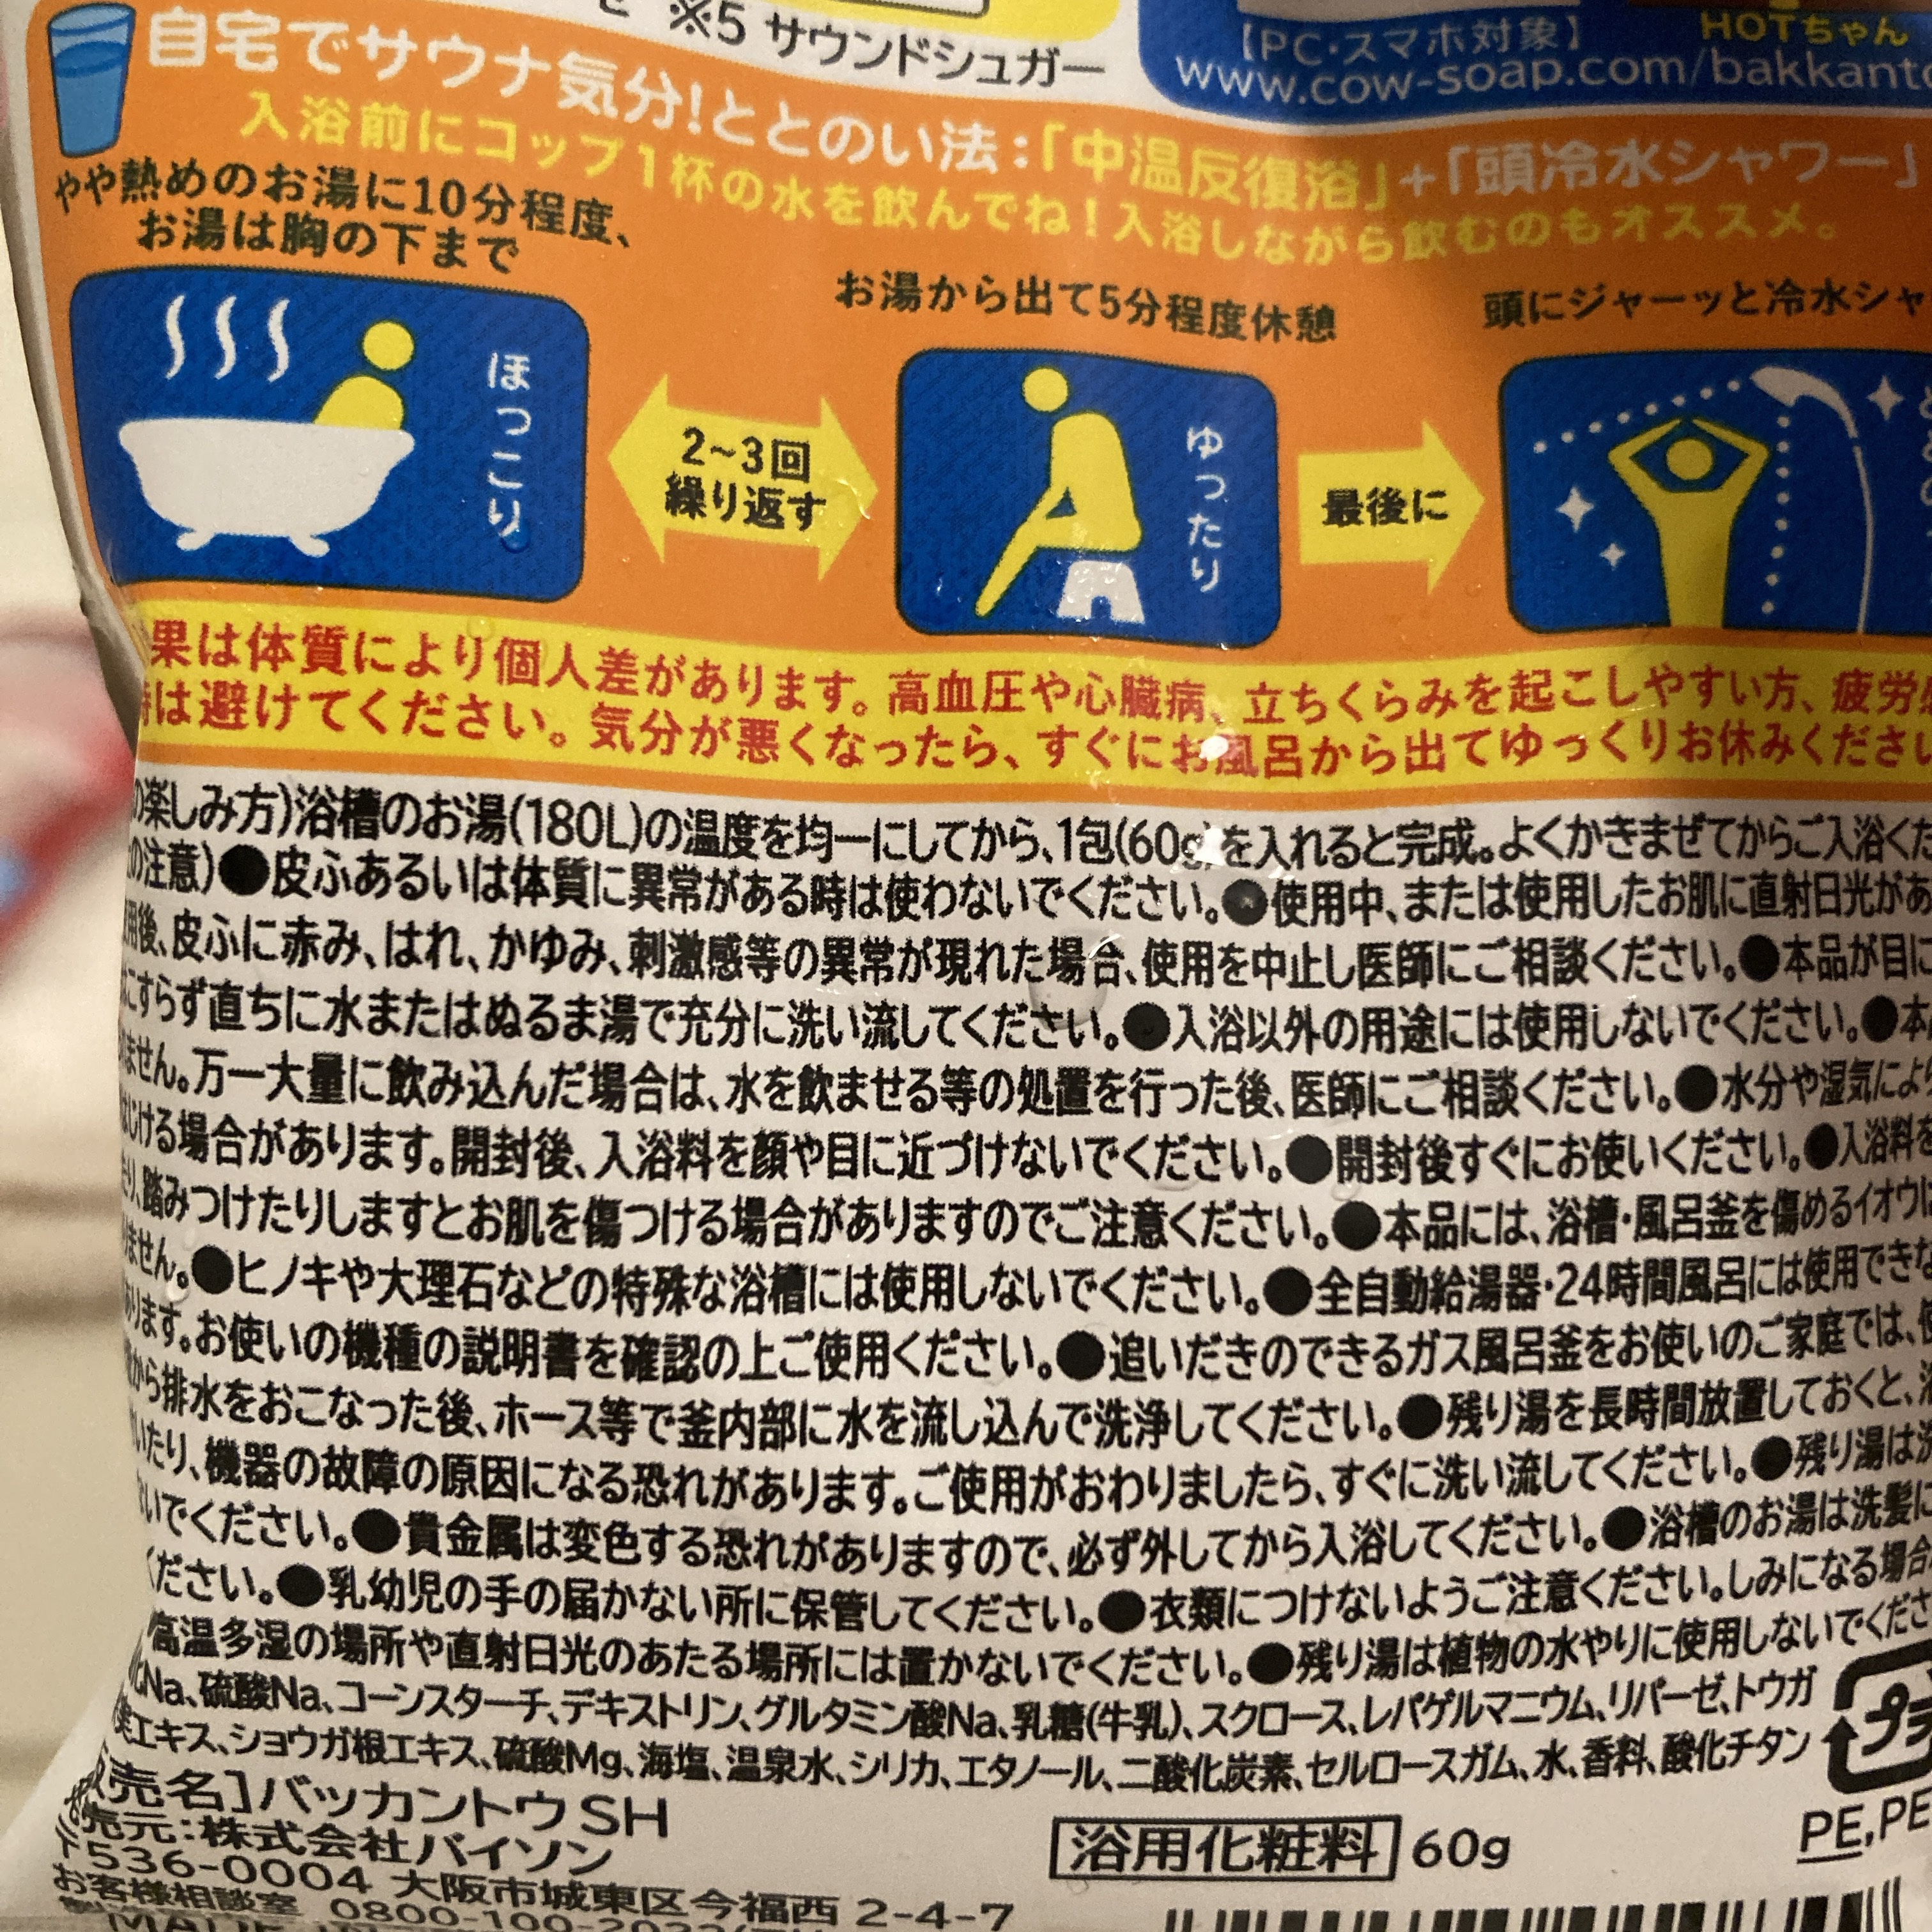 ※5 サウンドシュガー
【PC・スマホ対象】
HOTちゃん
www.cow-soap.com/bakkant
自宅でサウナ気分!ととのい法:「中温反復浴」+「頭冷水シャワー」
入浴前にコップ1杯の水を飲んでね!入浴しながら飲むのもオススメ。
やや熱めのお湯に10分程度、
お湯は胸の下まで
ほっこり
2~3回
繰り返す
お湯から出て5分程度休憩
ゆったり
最後に
頭にジャーッと冷水シャ
果は体質により個人差があります。高血圧や心臓病、立ちくらみを起こしやすい方、疲労
時は避けてください。気分が悪くなったら、すぐにお風呂から出てゆっくりお休みください
の楽しみ方)浴槽のお湯(180L)の温度を均一にしてから、1包(60g)を入れると完成。よくかきまぜてからご入浴くだ
の注意)●皮ふあるいは体質に異常がある時は使わないでください。●使用中、または使用したお肌に直射日光があ
用後、皮ふに赤み、はれ、かゆみ、刺激感等の異常が現れた場合、使用を中止し医師にご相談ください。●本品が目に
こすらず直ちに水またはぬるま湯で充分に洗い流してください。●入浴以外の用途には使用しないでください。●本
ません。万一大量に飲み込んだ場合は、水を飲ませる等の処置を行った後、医師にご相談ください。●水分や湿気により
はじける場合があります。開封後、入浴料を顔や目に近づけないでください。●開封後すぐにお使いください。●入浴料を
たり、踏みつけたりしますとお肌を傷つける場合がありますのでご注意ください。●本品には、浴槽・風呂釜を傷めるイオウは
ません。●ヒノキや大理石などの特殊な浴槽には使用しないでください。●全自動給湯器・24時間風呂には使用できな
あります。お使いの機種の説明書を確認の上ご使用ください。●追いだきのできるガス風呂釜をお使いのご家庭では、使
から排水をおこなった後、ホース等で釜内部に水を流し込んで洗浄してください。●残り湯を長時間放置しておくと、浴
いたり、機器の故障の原因になる恐れがあります。ご使用がおわりましたら、すぐに洗い流してください。●残り湯は洗
ないでください。●貴金属は変色する恐れがありますので、必ず外してから入浴してください。●浴槽のお湯は洗髪に
ください。●乳幼児の手の届かない所に保管してください。●衣類につけないようご注意ください。しみになる場合
高温多湿の場所や直射日光のあたる場所には置かないでください。●残り湯は植物の水やりに使用しないでくださ
化Na、硫酸Na、コーンスターチ、デキストリン、グルタミン酸Na、乳糖(牛乳)、スクロース、レパゲルマニウム、リパーゼ、トウガ
実エキス、ショウガ根エキス、硫酸Mg、海塩、温泉水、シリカ、エタノール、二酸化炭素、セルロースガム、水、香料、酸化チタン
プラ
PE,PE
販売名]バッカントウSH
売元:株式会社バイソン
〒536-0004 大阪市城東区今福西 2-4-7
お客様相談室 0800-100-
浴用化粧料 60g